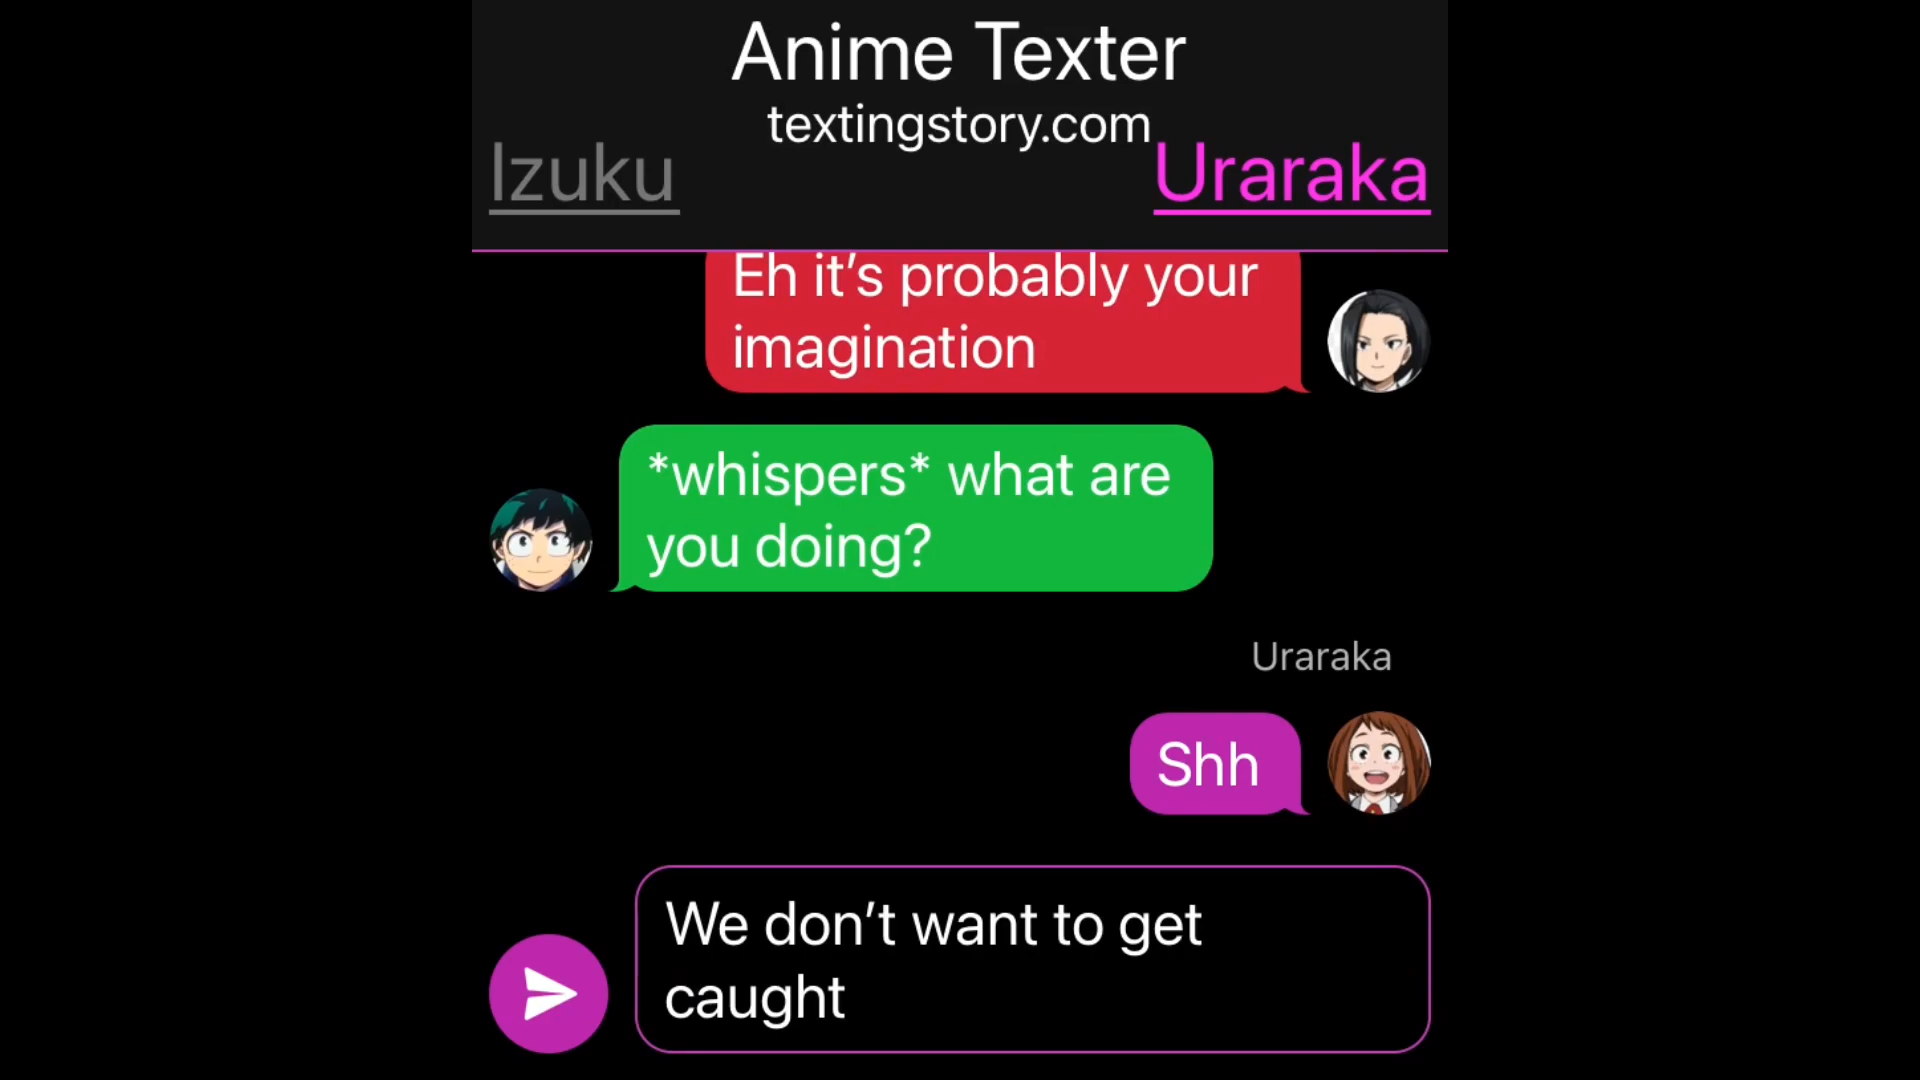 Anime Texter
textingstory.com
Izuku
Uraraka
Eh it’s probably your
imagination
*whispers* what are
you doing?
Uraraka
Shh
We don’t want to get
caught